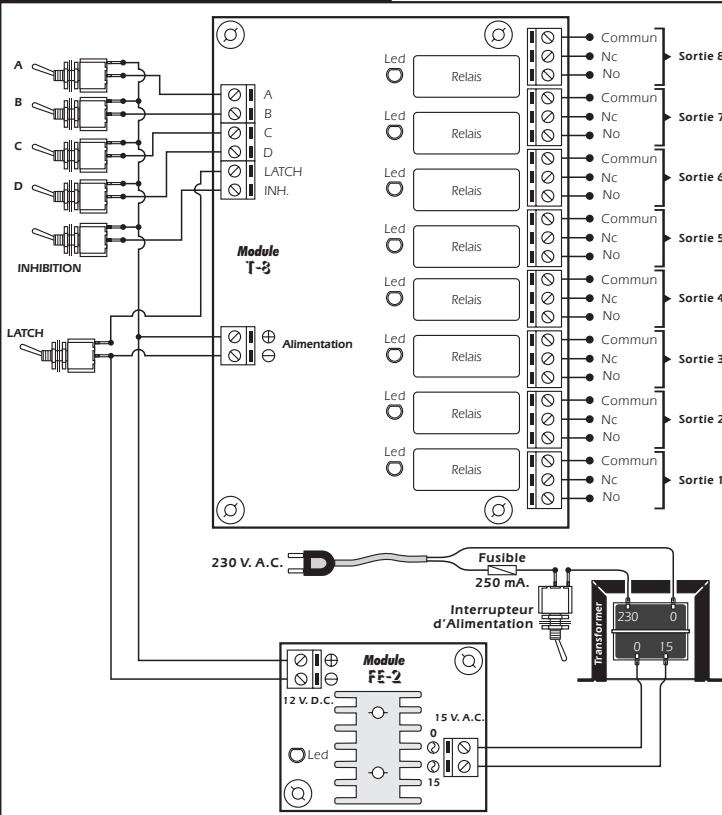 A
B
C
D
INHIBITION
LATCH
A
B
C
D
LATCH
INH.
Module
T-8
⊕
⊖
Alimentation
Led
Relais
Led
Relais
Led
Relais
Led
Relais
Led
Relais
Led
Relais
Led
Relais
Led
Relais
Commun
Nc
No
Sortie 8
Commun
Nc
No
Sortie 7
Commun
Nc
No
Sortie 6
Commun
Nc
No
Sortie 5
Commun
Nc
No
Sortie 4
Commun
Nc
No
Sortie 3
Commun
Nc
No
Sortie 2
Commun
Nc
No
Sortie 1
230 V. A.C.
Fusible
250 mA.
Interrupteur
d'Alimentation
Transformer
230 0
0 15
Module
FE-2
⊕
⊖
12 V. D.C.
Led
15 V. A.C.
0
15